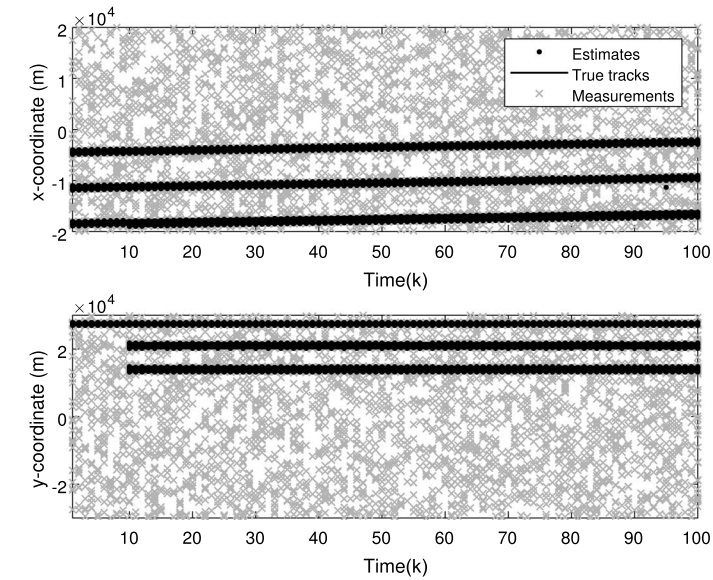 ×10⁴
2
1
0
-1
-2
x-coordinate (m)
Estimates
True tracks
Measurements
10 20 30 40 50 60 70 80 90 100
Time(k)
×10⁴
2
0
-2
y-coordinate (m)
10 20 30 40 50 60 70 80 90 100
Time(k)